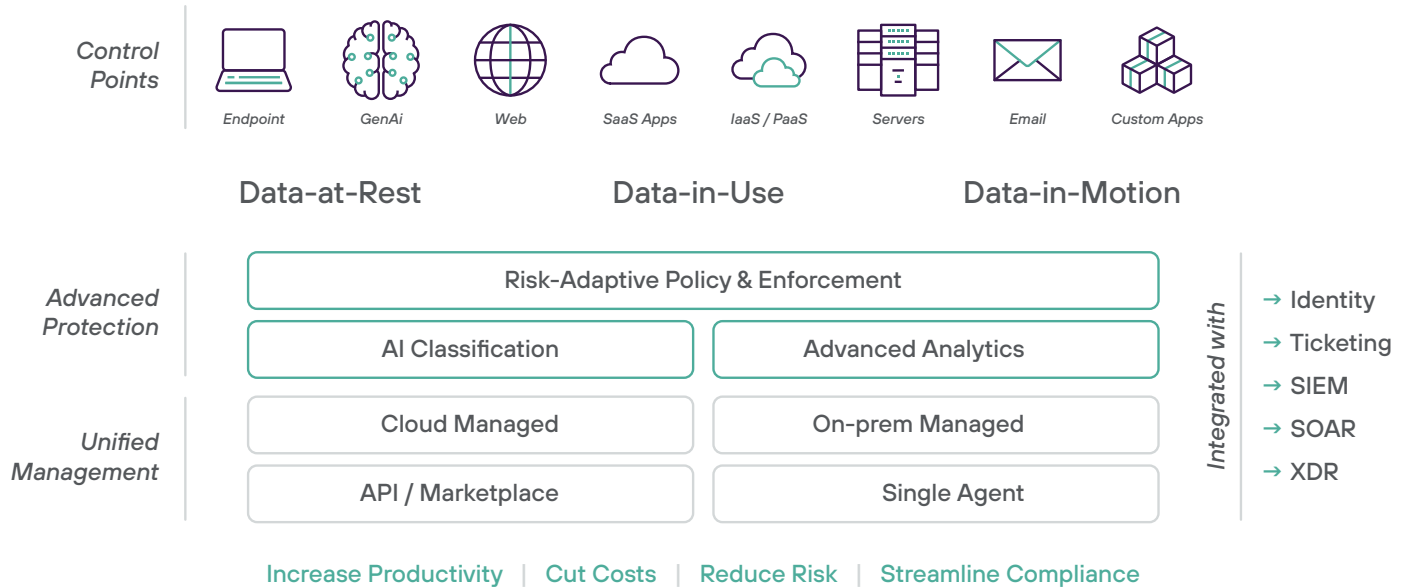 Control
Points
Endpoint
GenAi
Web
SaaS Apps
IaaS / PaaS
Servers
Email
Custom Apps
Data-at-Rest
Data-in-Use
Data-in-Motion
Advanced
Protection
Risk-Adaptive Policy & Enforcement
AI Classification
Advanced Analytics
Unified
Management
Cloud Managed
On-prem Managed
API / Marketplace
Single Agent
Integrated with
→ Identity
→ Ticketing
→ SIEM
→ SOAR
→ XDR
Increase Productivity | Cut Costs | Reduce Risk | Streamline Compliance